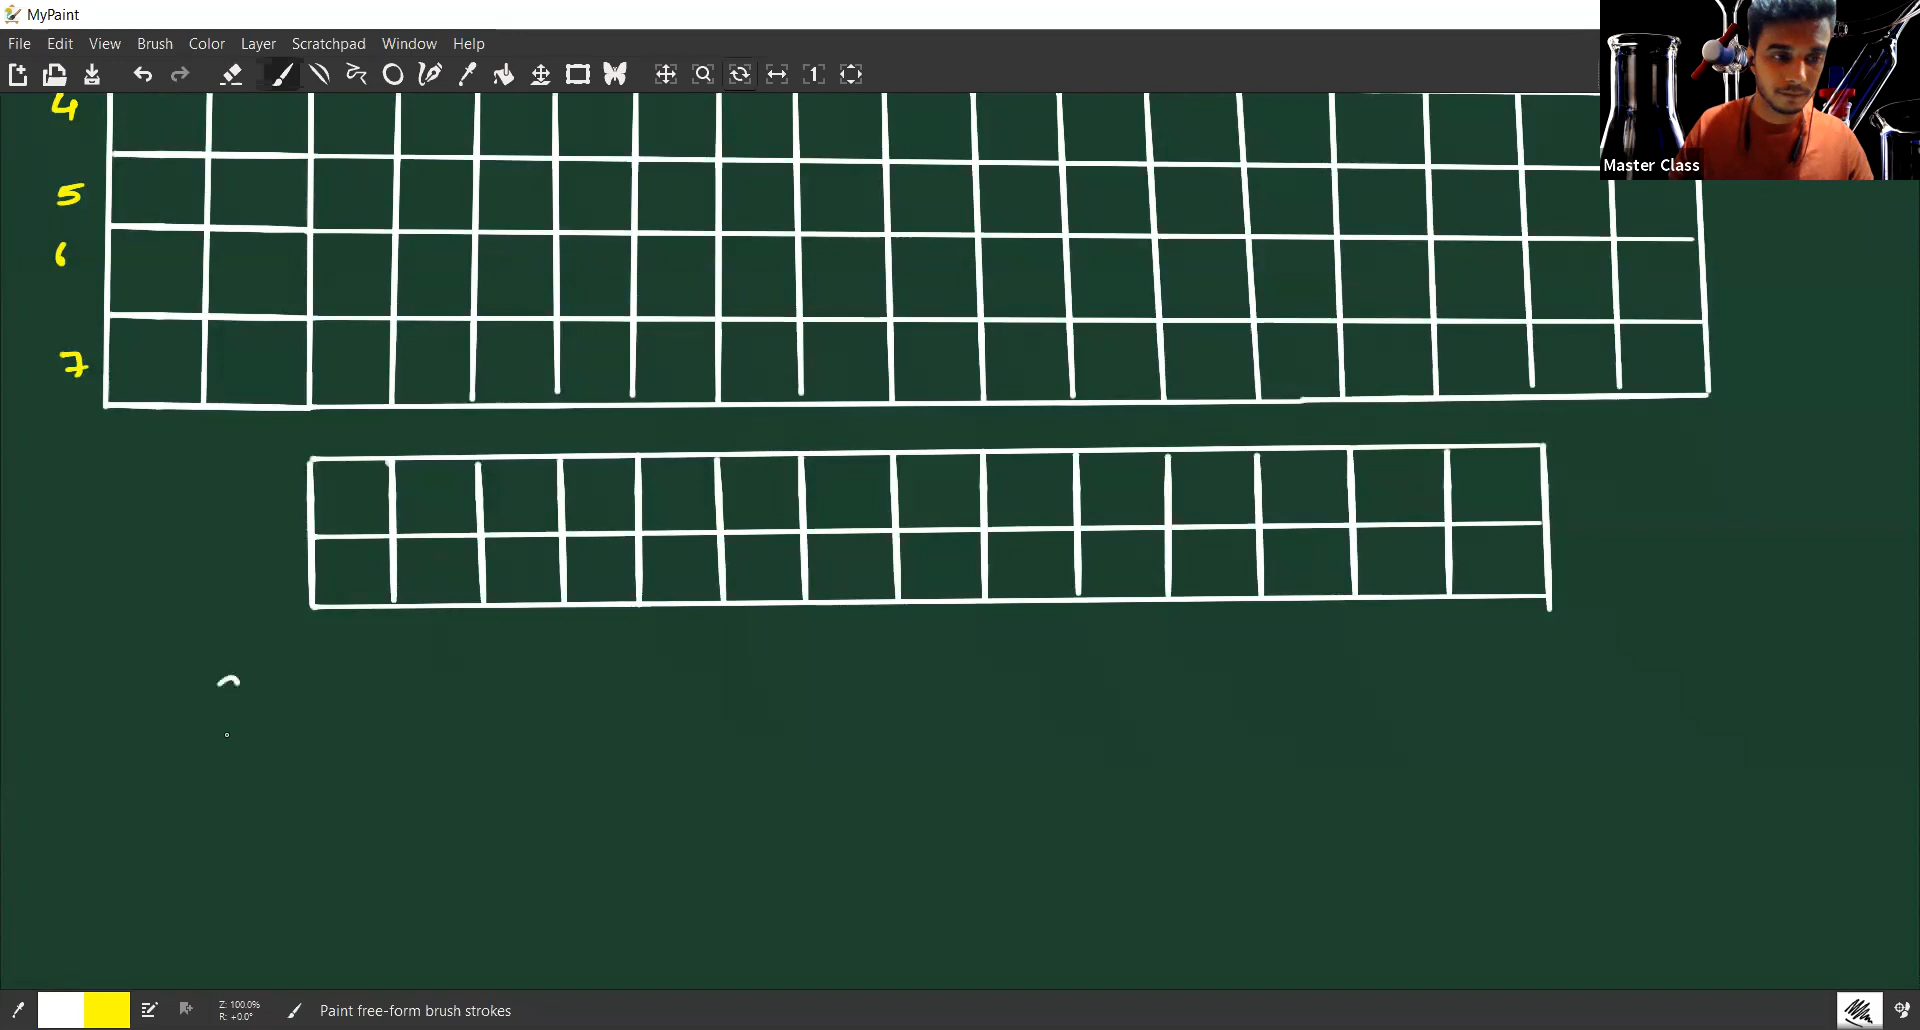 MyPaint
File Edit View Brush Color Layer Scratchpad Window Help
1
Master Class
4
5
6
7
Z: 100.0%
R: +0.0°
Paint free-form brush strokes